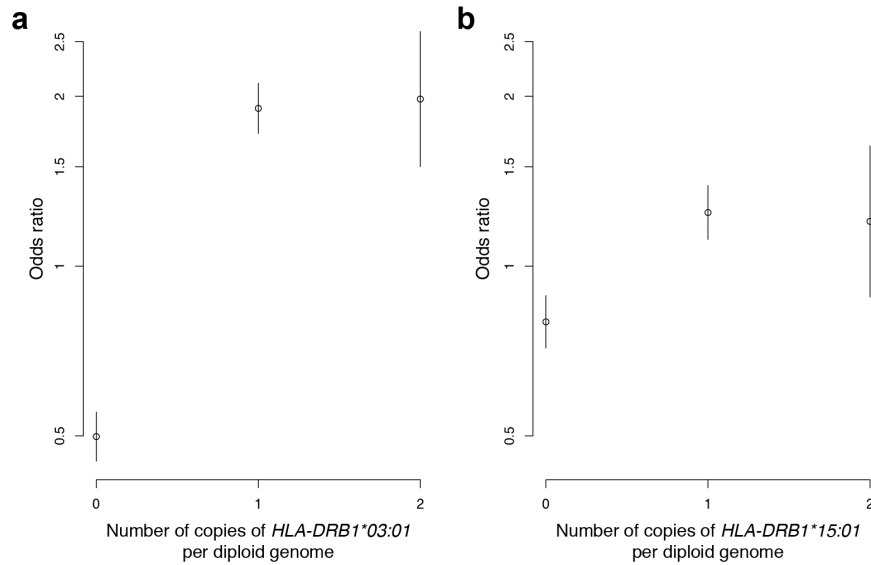 a
2.5
2
1.5
1
0.5
Odds ratio
0
1
2
Number of copies of HLA-DRB1*03:01
per diploid genome
b
2.5
2
1.5
1
0.5
Odds ratio
0
1
2
Number of copies of HLA-DRB1*15:01
per diploid genome